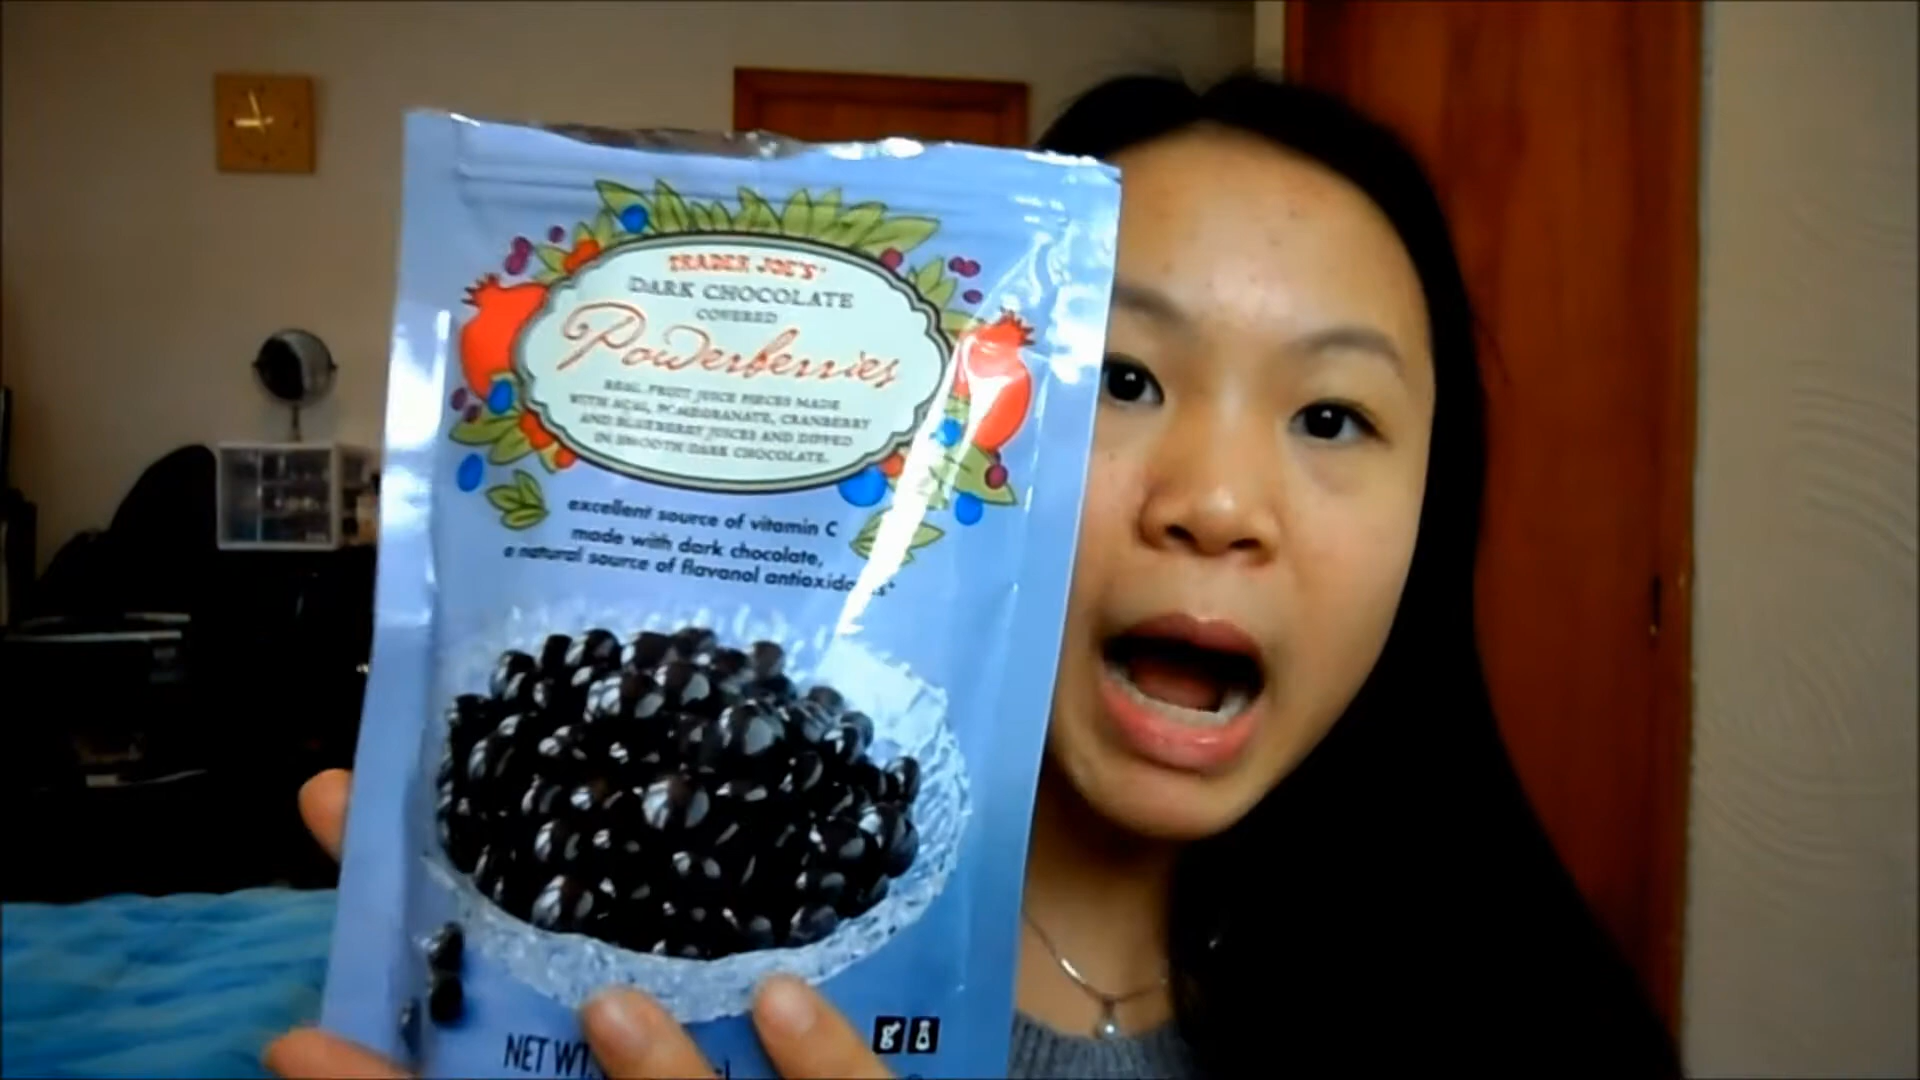 TRADER JOE'S
DARK CHOCOLATE
COVERED
Powerberries
REAL FRUIT JUICE PIECES MADE
WITH ACAI, POMEGRANATE, CRANBERRY
AND BLUEBERRY JUICES AND DIPPED
IN SMOOTH DARK CHOCOLATE.
excellent source of vitamin C
made with dark chocolate,
a natural source of flavanol
NET WT.
g